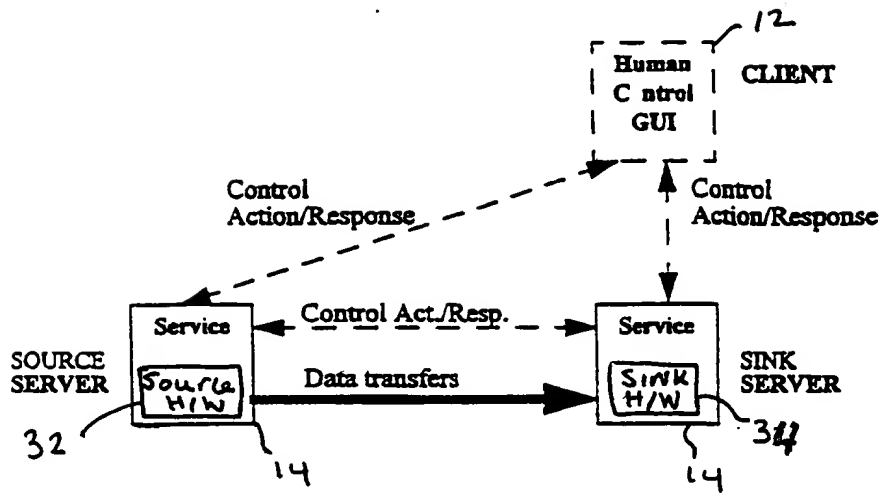 12
Human
C ntrol
GUI
CLIENT
Control
Action/Response
Control
Action/Response
Service
Control Act./Resp.
Service
SOURCE
SERVER
Source
H/W
Data transfers
Sink
H/W
SINK
SERVER
32
14
34
14